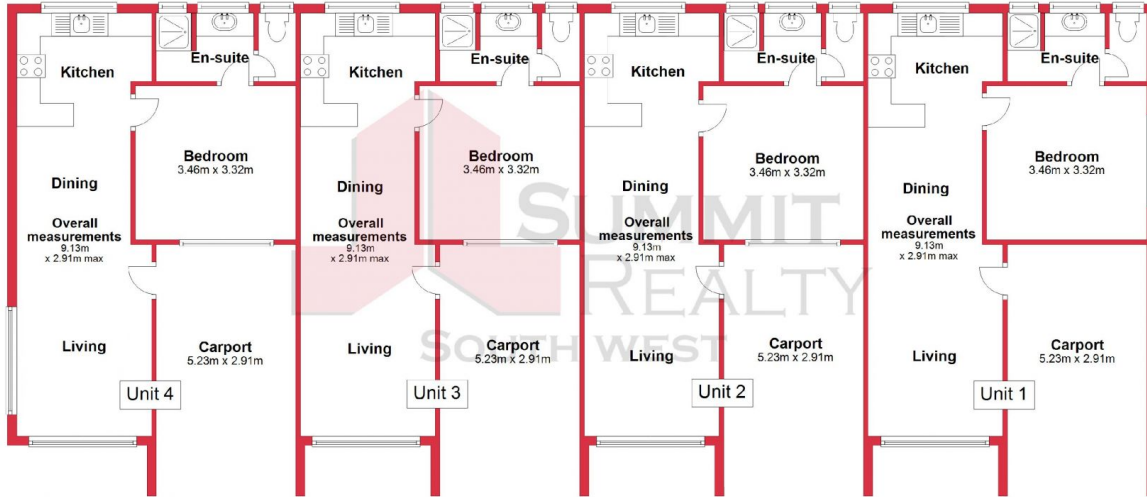 Kitchen
En-suite
Bedroom
3.46m x 3.32m
Dining
Overall
measurements
9.13m
x 2.91m max
Living
Carport
5.23m x 2.91m
Unit 4
Kitchen
En-suite
Bedroom
3.46m x 3.32m
Dining
Overall
measurements
9.13m
x 2.91m max
Living
Carport
5.23m x 2.91m
Unit 3
Kitchen
En-suite
Bedroom
3.46m x 3.32m
Dining
Overall
measurements
9.13m
x 2.91m max
Living
Carport
5.23m x 2.91m
Unit 2
Kitchen
En-suite
Bedroom
3.46m x 3.32m
Dining
Overall
measurements
9.13m
x 2.91m max
Living
Carport
5.23m x 2.91m
Unit 1
SUMMIT
REALTY
SOUTH WEST